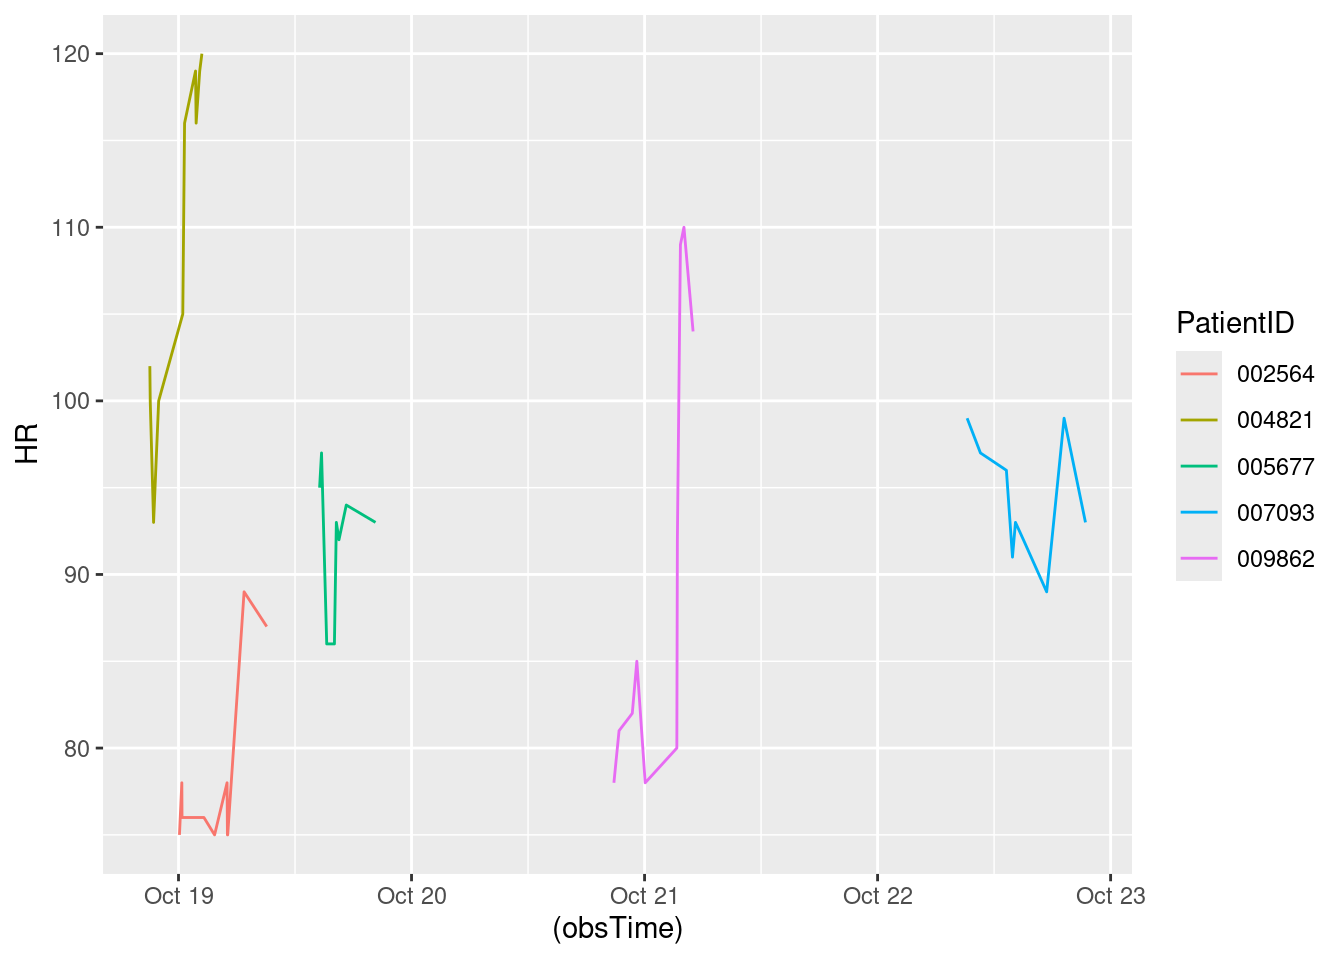 120
110
100
90
80
HR
Oct 19
Oct 20
Oct 21
Oct 22
Oct 23
(obsTime)
PatientID
002564
004821
005677
007093
009862